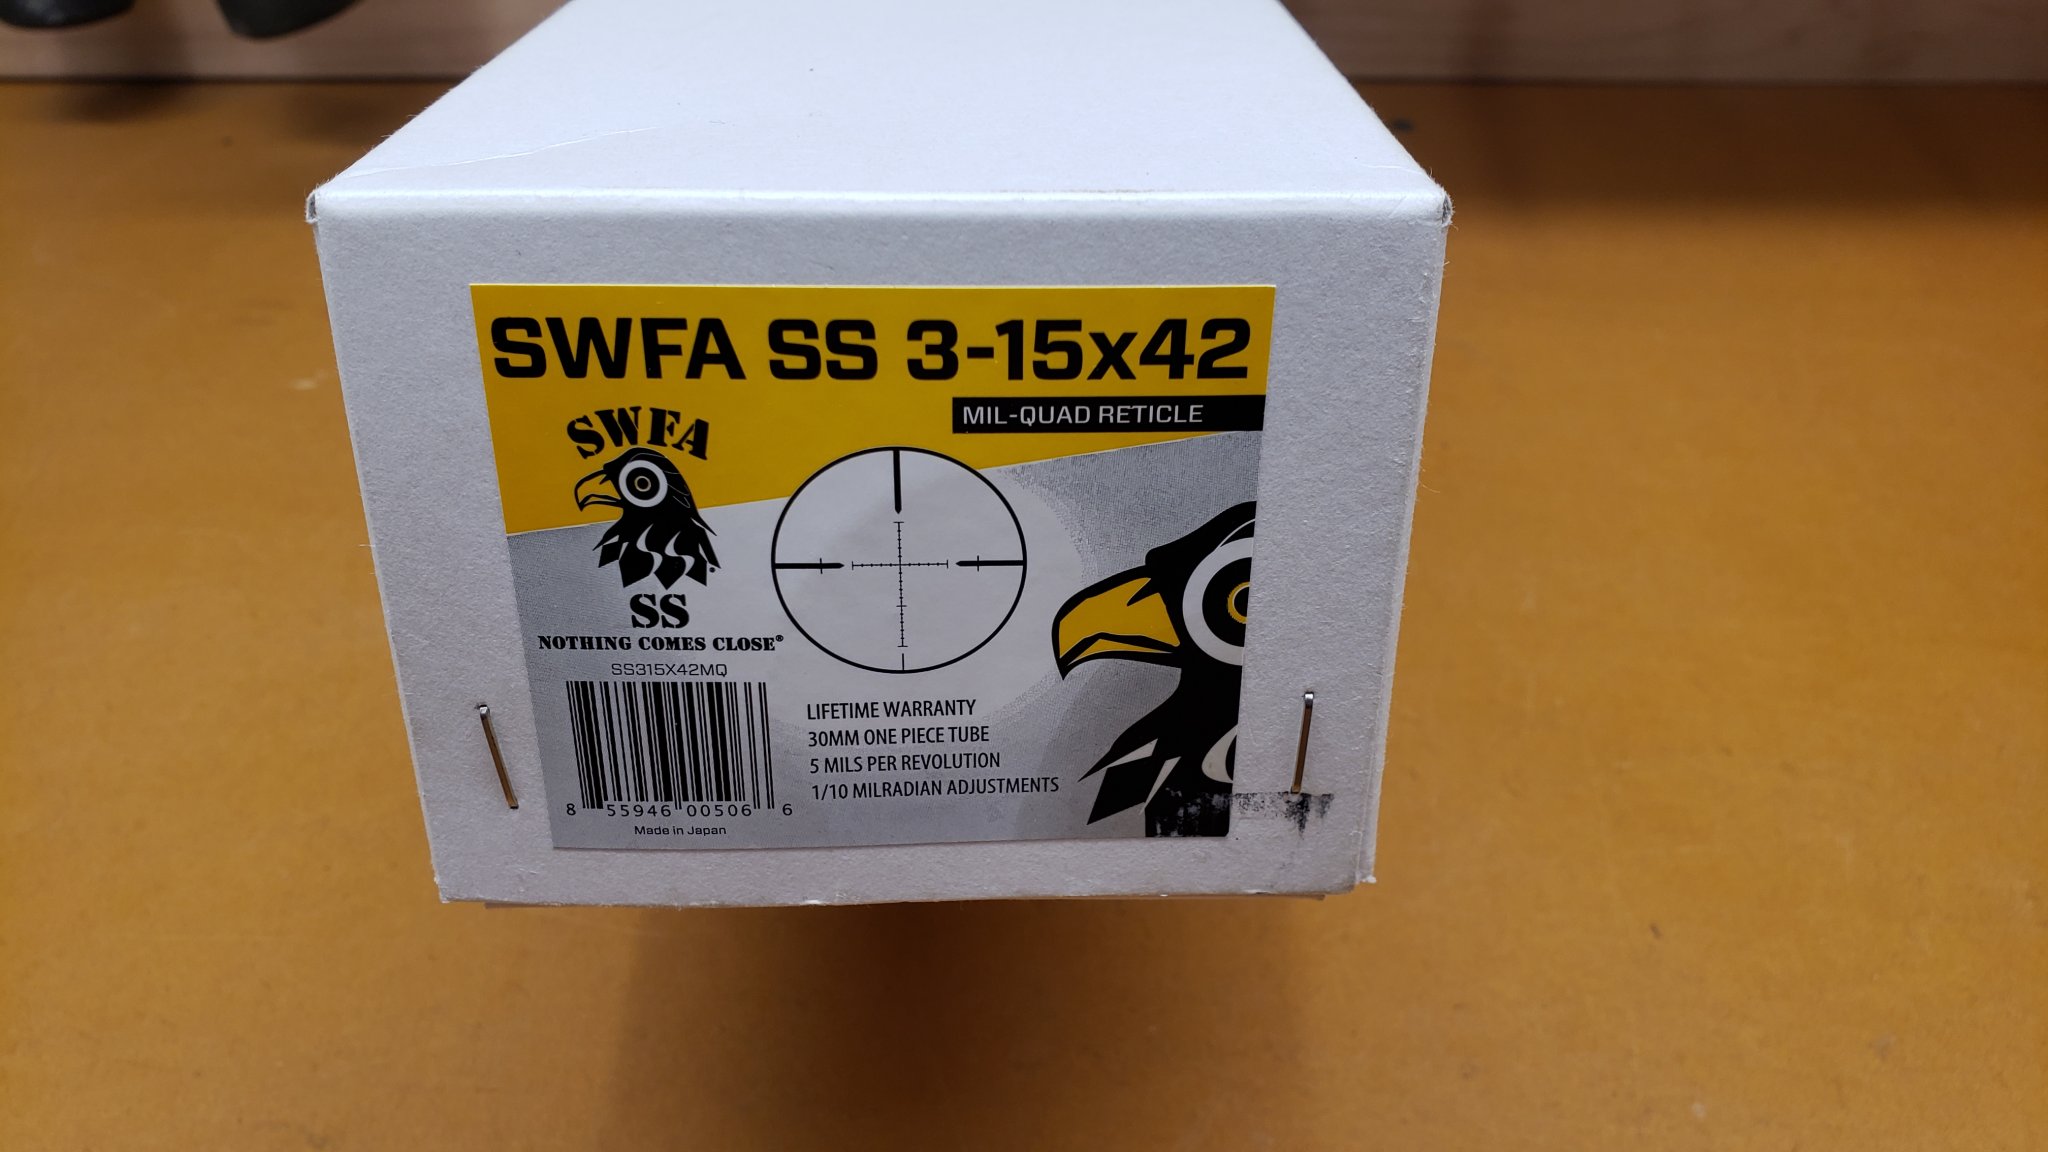 SWFA SS 3-15x42
MIL-QUAD RETICLE
SWFA
SS
NOTHING COMES CLOSE®
SS315X42MQ
8 55946 00506 6
Made in Japan
LIFETIME WARRANTY
30MM ONE PIECE TUBE
5 MILS PER REVOLUTION
1/10 MILRADIAN ADJUSTMENTS